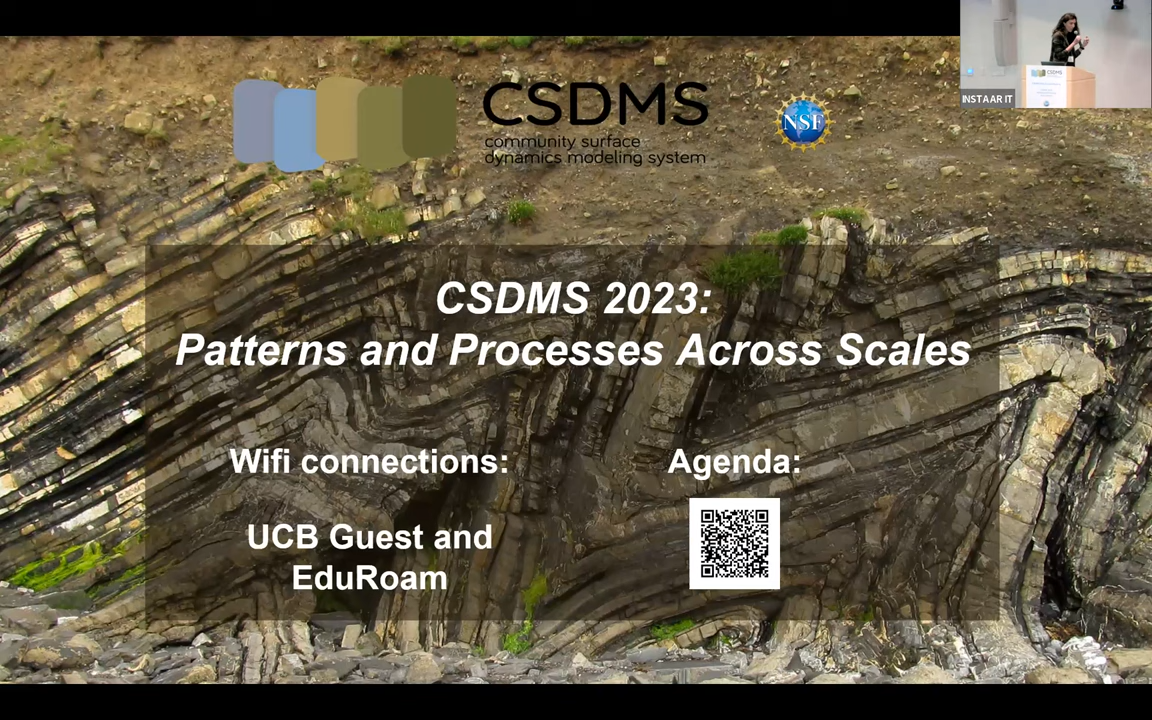 CSDMS
community surface
dynamics modeling system
NSF
INSTAAR IT
CSDMS 2023:
Patterns and Processes Across Scales
Wifi connections:
Agenda:
UCB Guest and
EduRoam